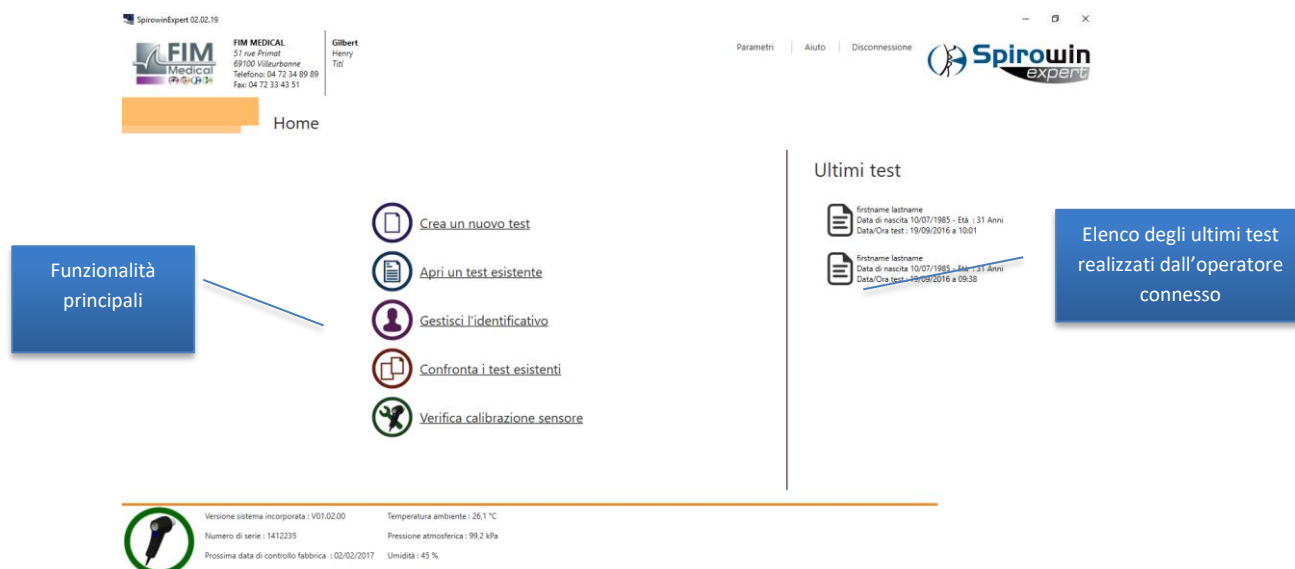 SpirowinExpert 02.02.19
FIM
Medical
FIM MEDICAL
51 rue Primat
69100 Villeurbanne
Telefono: 04 72 34 89 89
Fax: 04 72 33 43 51
Gilbert
Henry
Titi
Parametri
Aiuto
Disconnessione
Spirowin
expert
Home
Ultimi test
Crea un nuovo test
Apri un test esistente
Gestisci l'identificativo
Confronta i test esistenti
Verifica calibrazione sensore
firstname lastname
Data di nascita 10/07/1985 - Età : 31 Anni
Data/Ora test : 19/09/2016 a 10:01
firstname lastname
Data di nascita 10/07/1985 - Età : 31 Anni
Data/Ora test : 19/09/2016 a 09:38
Funzionalità
principali
Elenco degli ultimi test
realizzati dall’operatore
connesso
Versione sistema incorporata : V01.02.00
Numero di serie : 1412235
Prossima data di controllo fabbrica : 02/02/2017
Temperatura ambiente : 26,1 °C
Pressione atmosferica : 99,2 kPa
Umidità : 45 %